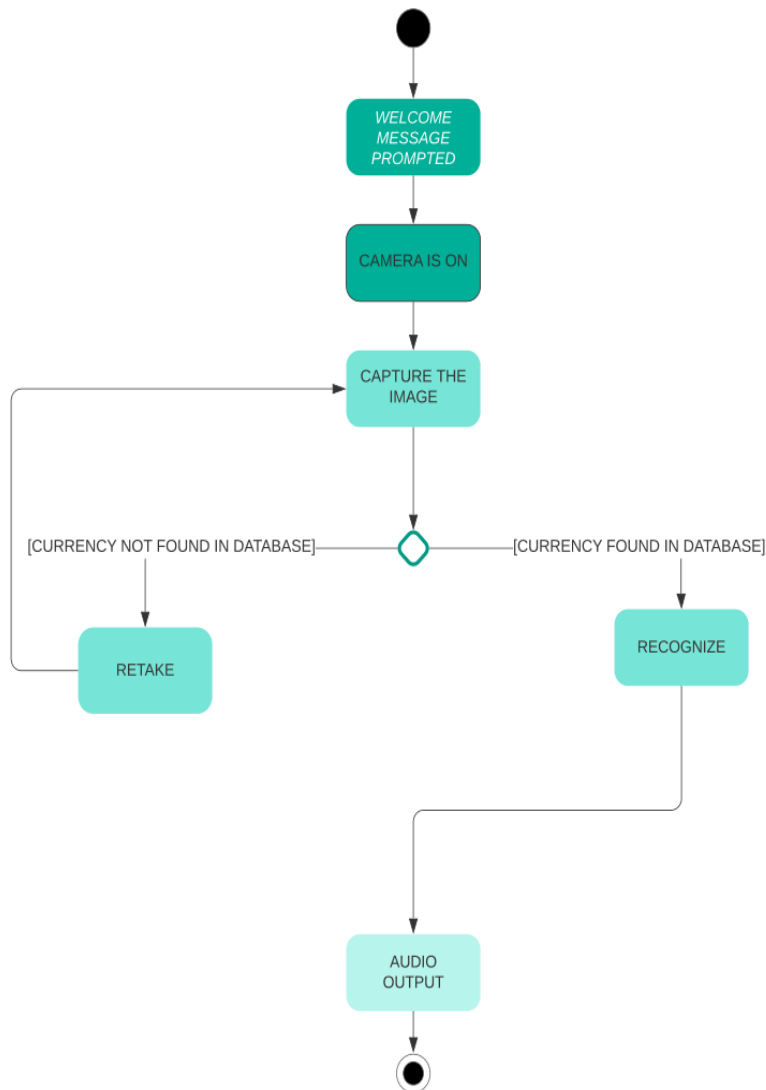 WELCOME
MESSAGE
PROMPTED
CAMERA IS ON
CAPTURE THE
IMAGE
[CURRENCY NOT FOUND IN DATABASE]
[CURRENCY FOUND IN DATABASE]
RETAKE
RECOGNIZE
AUDIO
OUTPUT